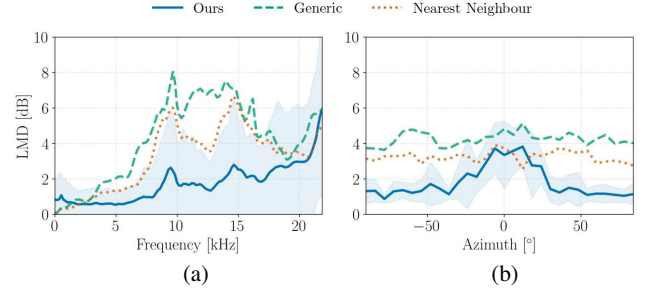 Ours Generic Nearest Neighbour
10 10
8 8
6 6
4 4
2 2
0 0
LMD [dB]
0 5 10 15 20 −50 0 50
Frequency [kHz] Azimuth [°]
(a) (b)